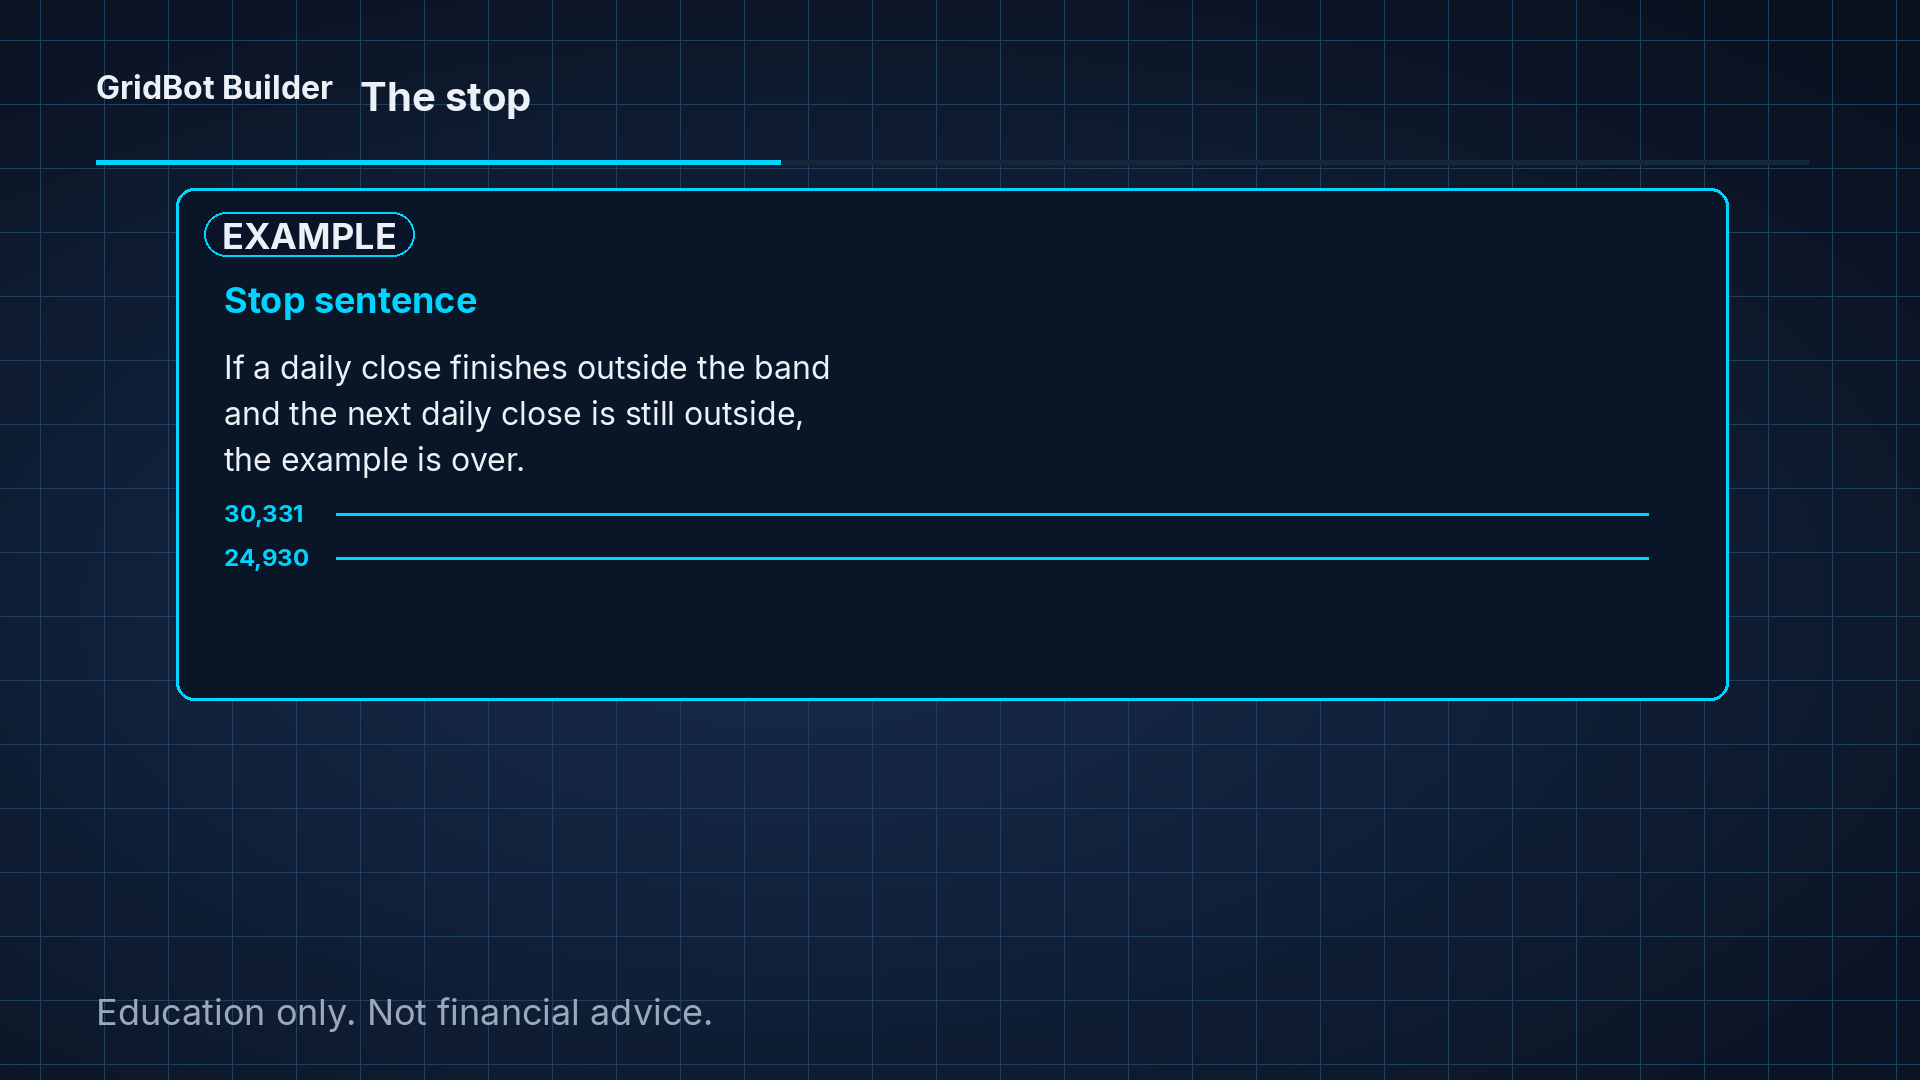 GridBot Builder
The stop
EXAMPLE
Stop sentence
If a daily close finishes outside the band
and the next daily close is still outside,
the example is over.
30,331
24,930
Education only. Not financial advice.